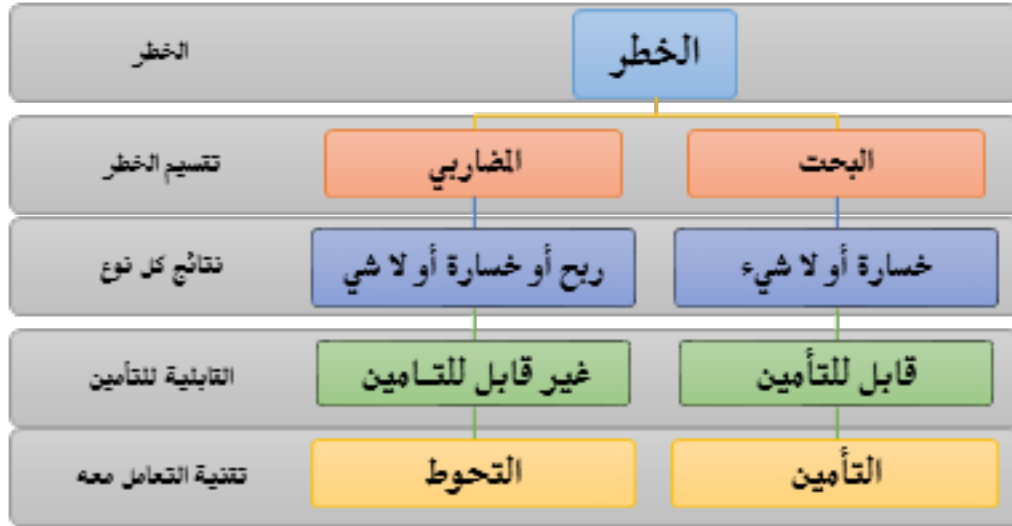 الخطر
الخطر
البحت
المضاربي
تقسيم الخطر
خسارة أو لا شيء
ربح أو خسارة أو لا شي
نتائج كل نوع
قابل للتأمين
غير قابل للتـامين
القابلية للتأمين
التأمين
التحوط
تقنية التعامل معه